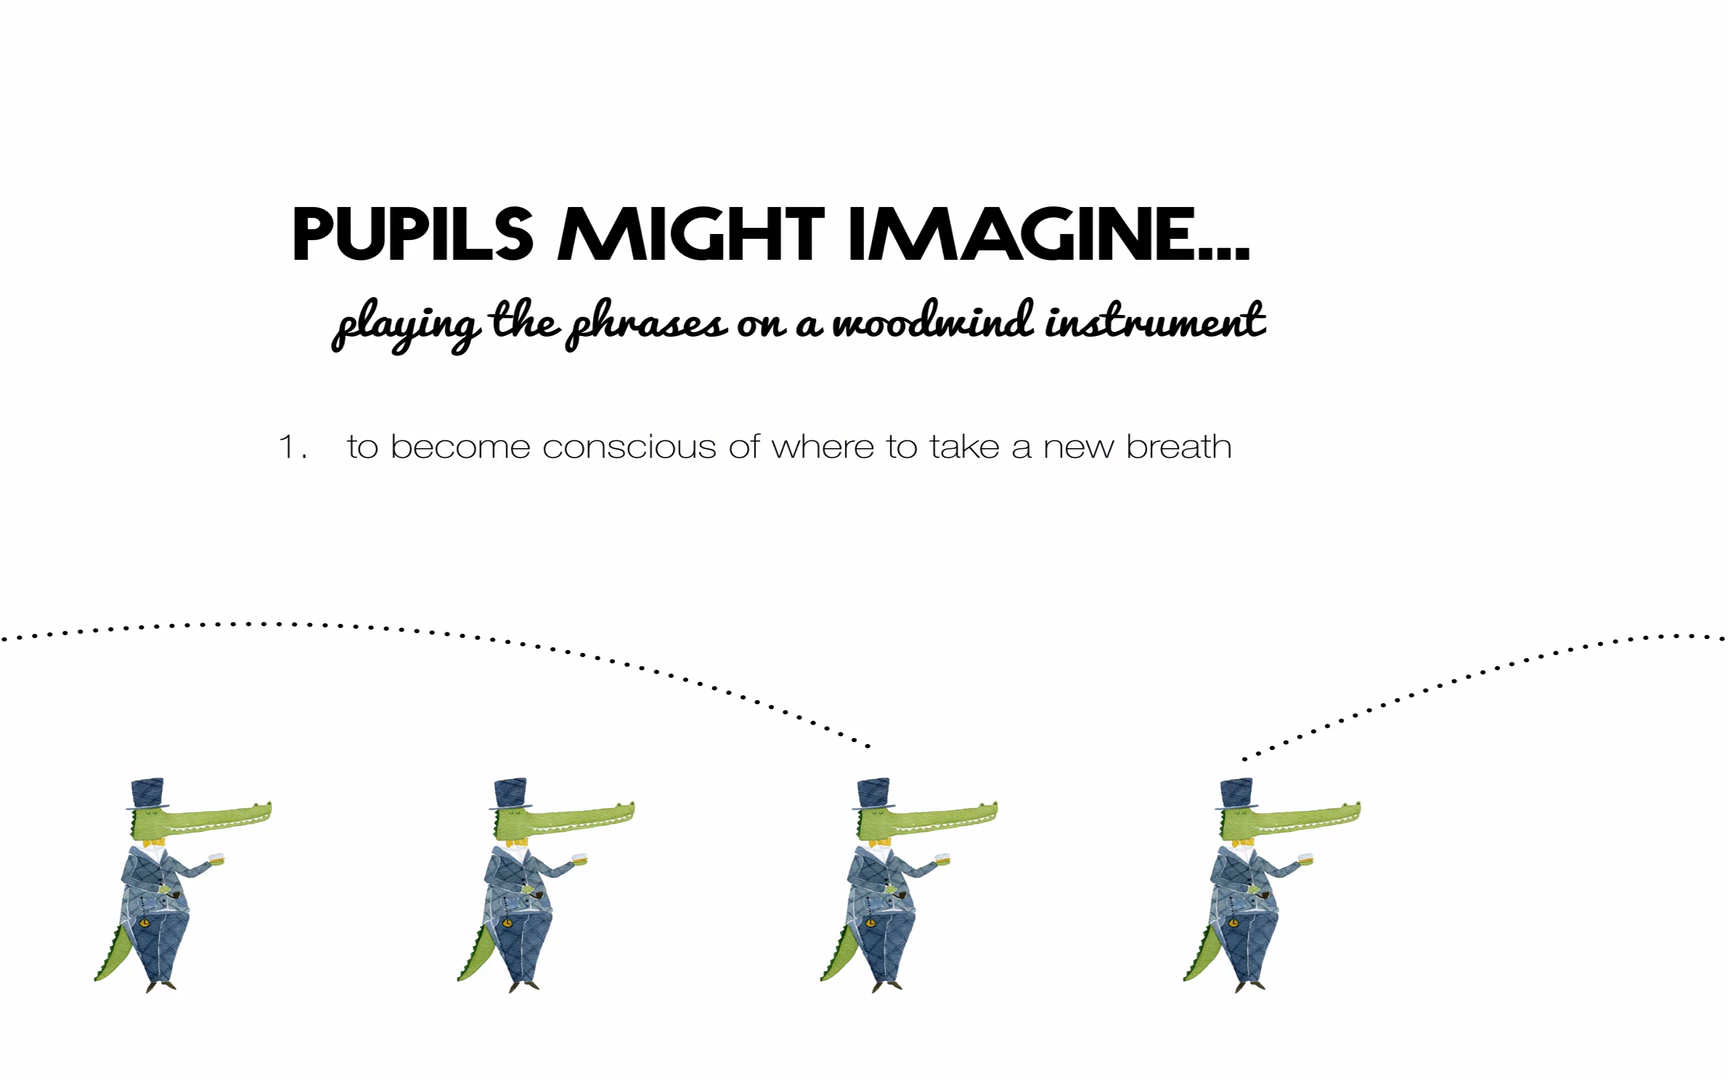 PUPILS MIGHT IMAGINE...
playing the phrases on a woodwind instrument
1. to become conscious of where to take a new breath